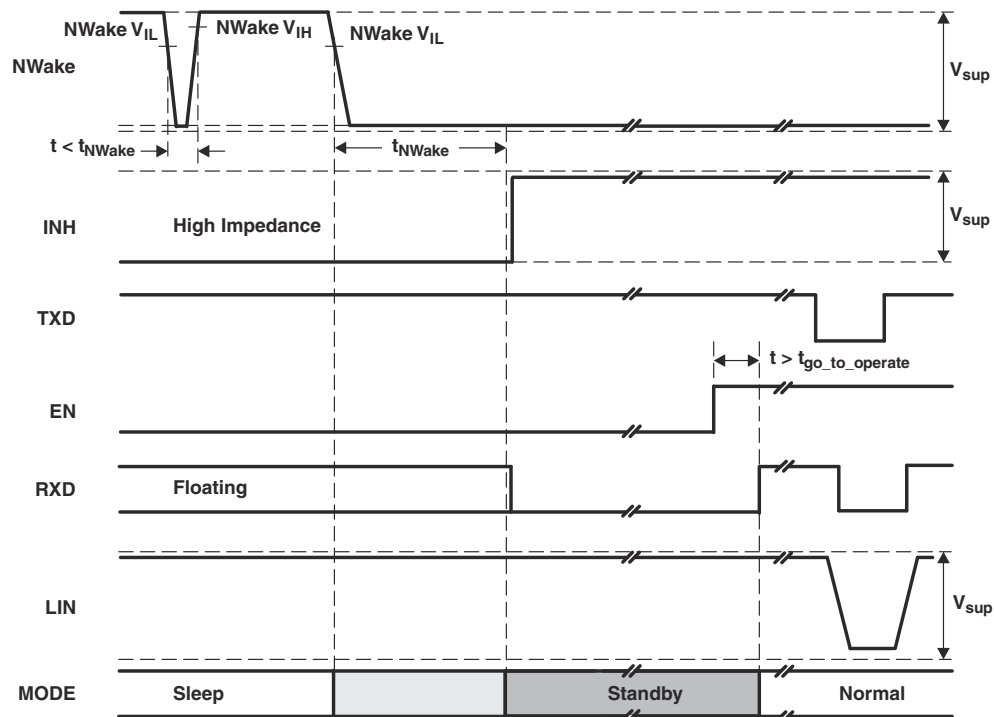 NWake V_IL
NWake V_IH
NWake V_IL
NWake
V_sup
t < t_NWake
t_NWake
INH
High Impedance
V_sup
TXD
t > t_go_to_operate
EN
RXD
Floating
LIN
V_sup
MODE
Sleep
Standby
Normal